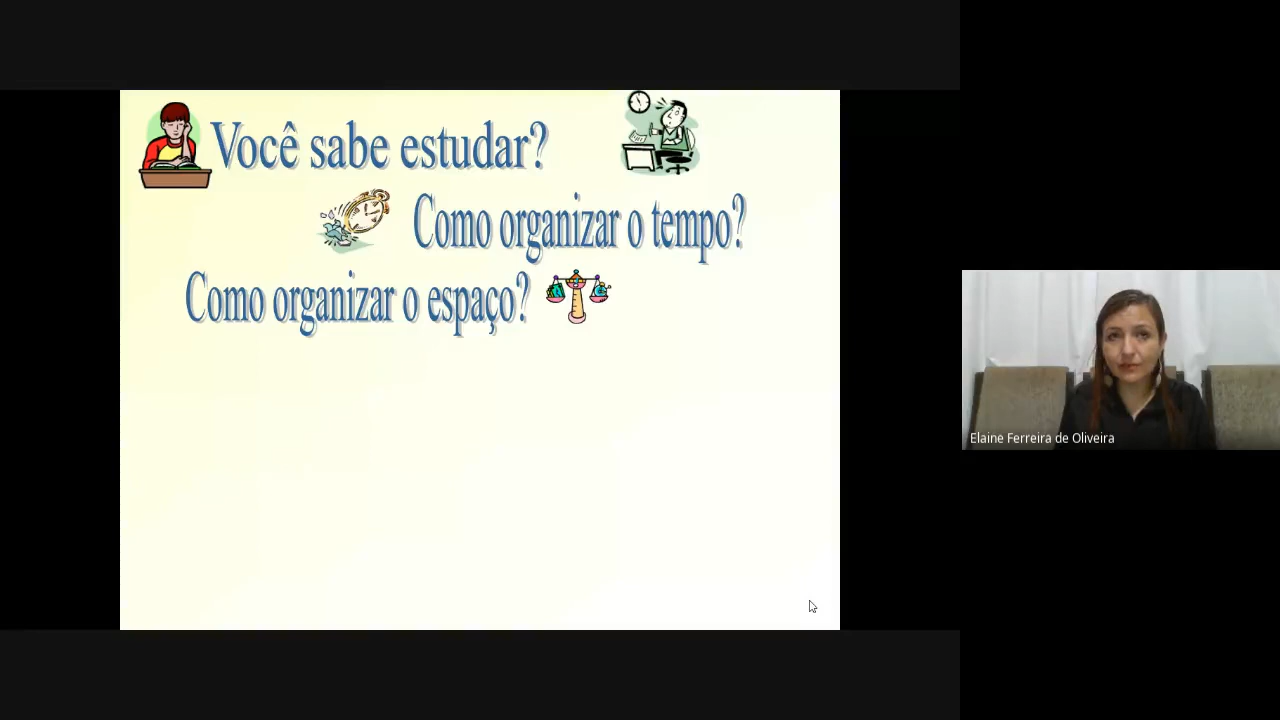 Você sabe estudar?
Como organizar o tempo?
Como organizar o espaço?
Elaine Ferreira de Oliveira